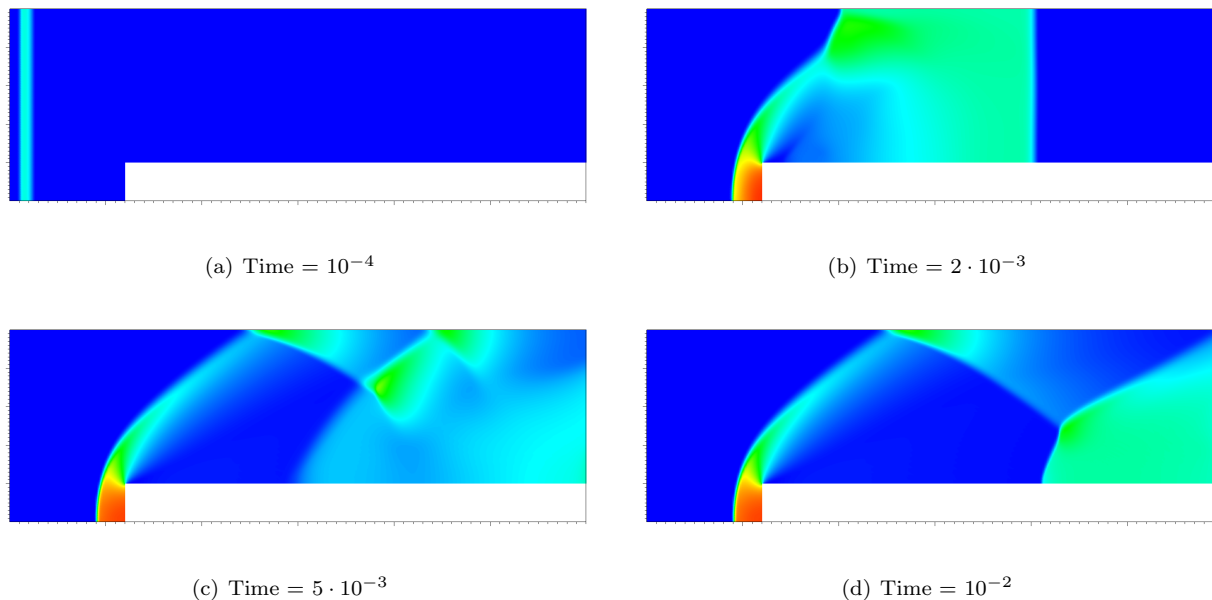 (a) Time = 10⁻⁴
(b) Time = 2 · 10⁻³
(c) Time = 5 · 10⁻³
(d) Time = 10⁻²